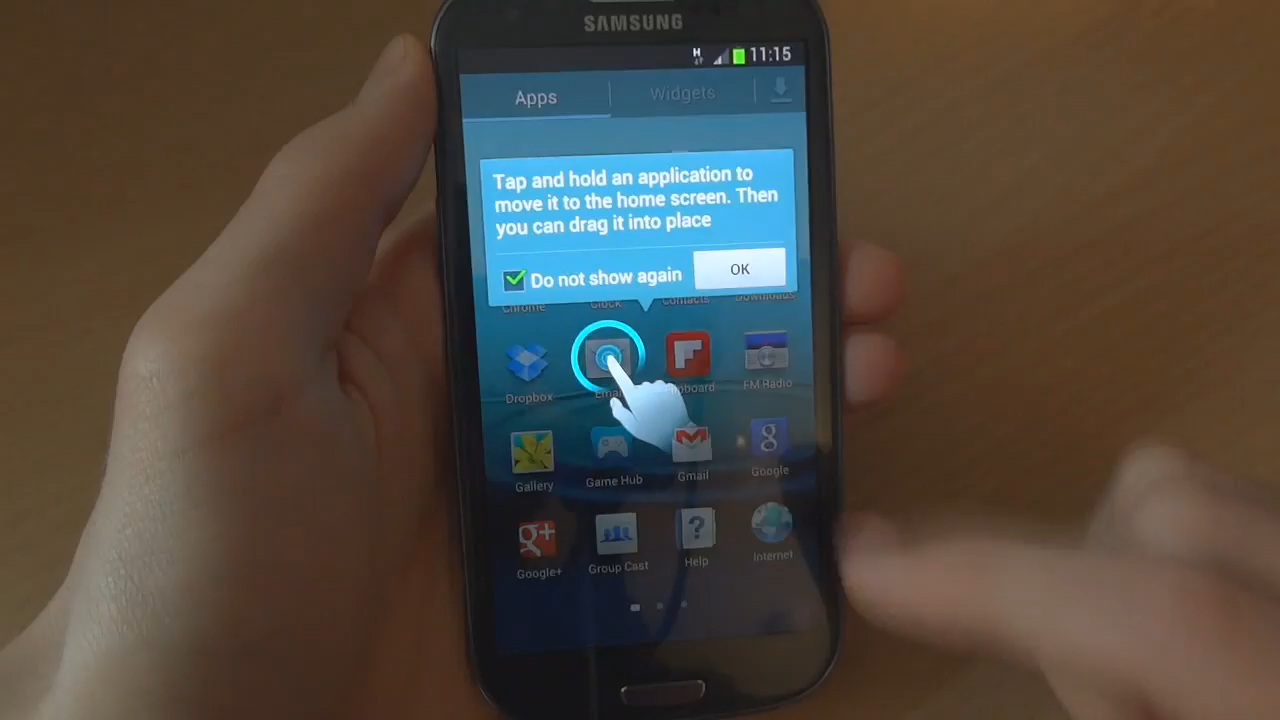 SAMSUNG
H 11:15
Apps Widgets
Tap and hold an application to
move it to the home screen. Then
you can drag it into place
Do not show again OK
Chrome Clock Contacts Downloads
Dropbox Email Flipboard FM Radio
Gallery Game Hub Gmail Google
Google+ Group Cast Help Internet